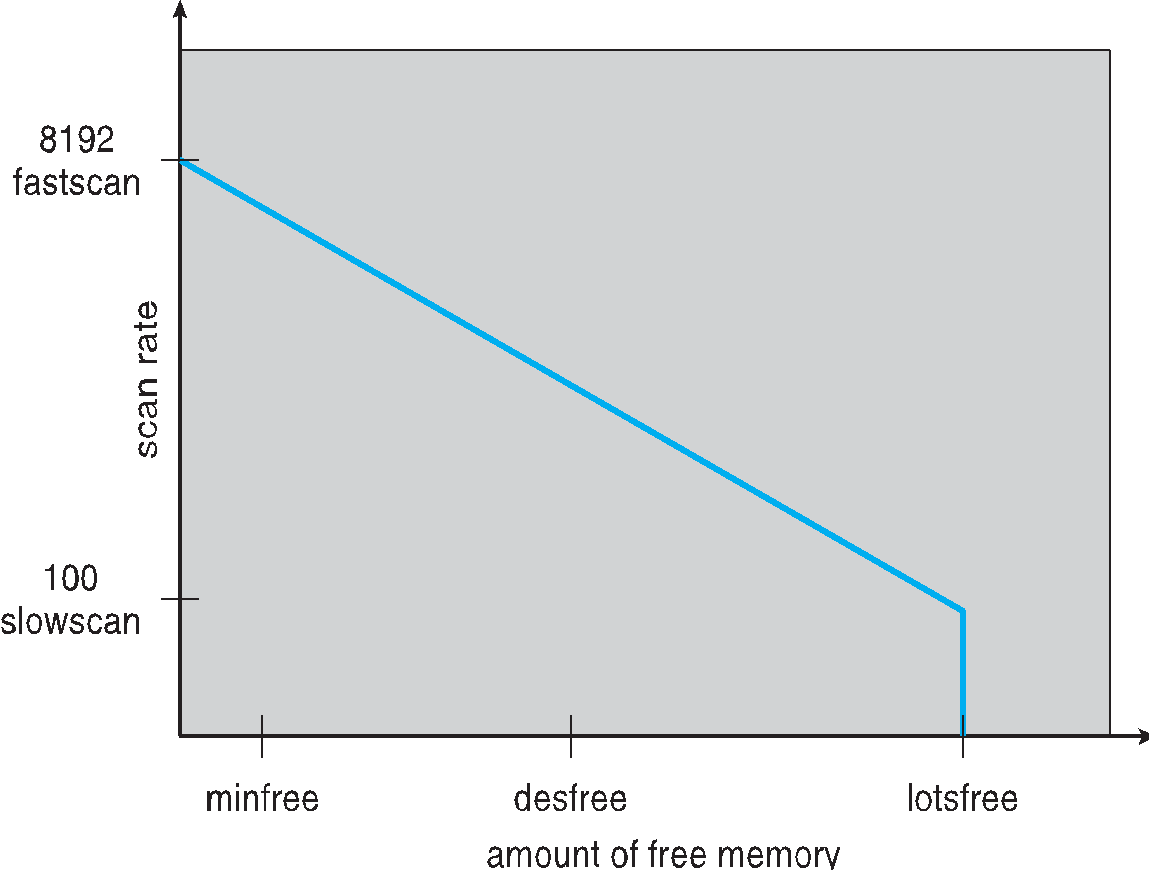 8192
fastscan
scan rate
100
slowscan
minfree
desfree
lotsfree
amount of free memory